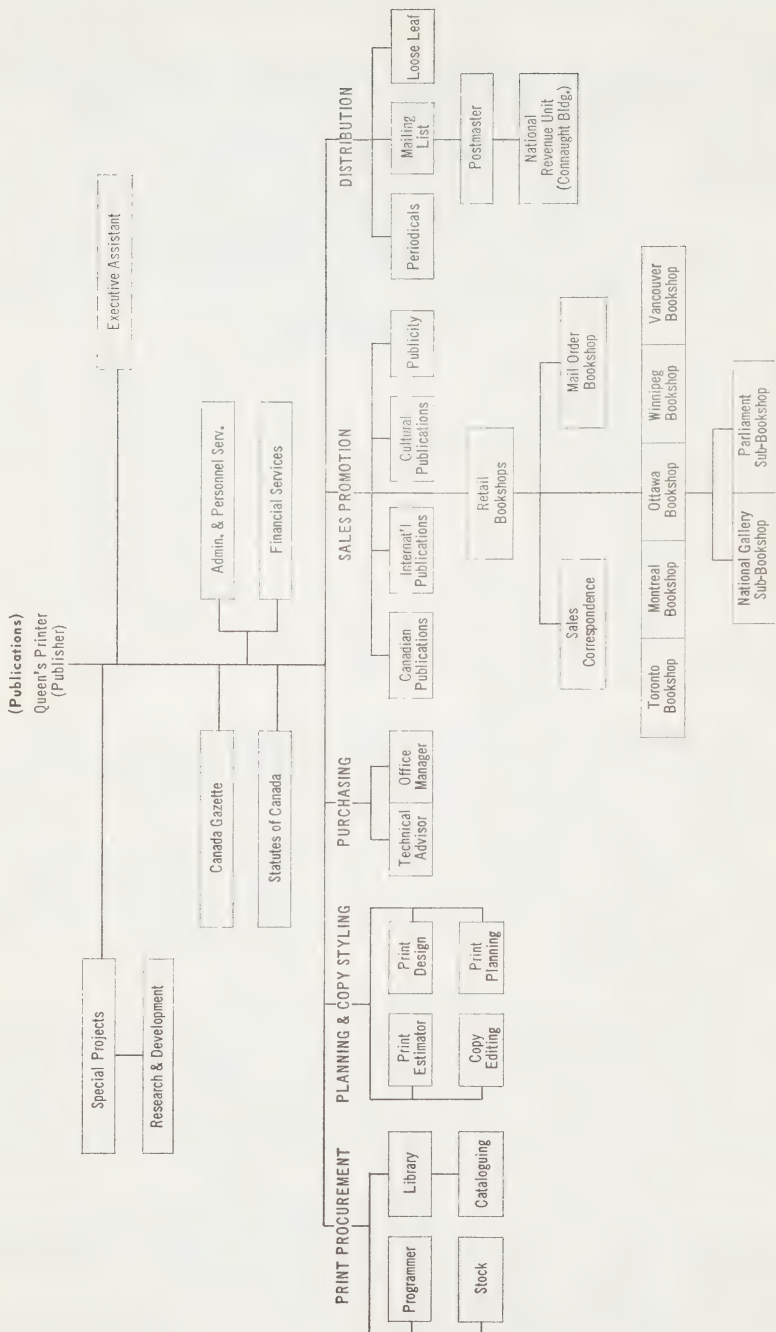 (Publications)
Queen's Printer
(Publisher)
Special Projects
Research & Development
Executive Assistant
Canada Gazette
Statutes of Canada
Admin. & Personnel Serv.
Financial Services
PRINT PROCUREMENT
Programmer
Library
Stock
Cataloguing
PLANNING & COPY STYLING
Print
Estimator
Print
Design
Copy
Editing
Print
Planning
PURCHASING
Technical
Advisor
Office
Manager
SALES PROMOTION
Canadian
Publications
Internat'l
Publications
Cultural
Publications
Publicity
Retail
Bookshops
Sales
Correspondence
Mail Order
Bookshop
Toronto
Bookshop
Montreal
Bookshop
Ottawa
Bookshop
Winnipeg
Bookshop
Vancouver
Bookshop
National Gallery
Sub-Bookshop
Parliament
Sub-Bookshop
DISTRIBUTION
Periodicals
Mailing
List
Loose Leaf
Postmaster
National
Revenue Unit
(Connaught Bldg.)